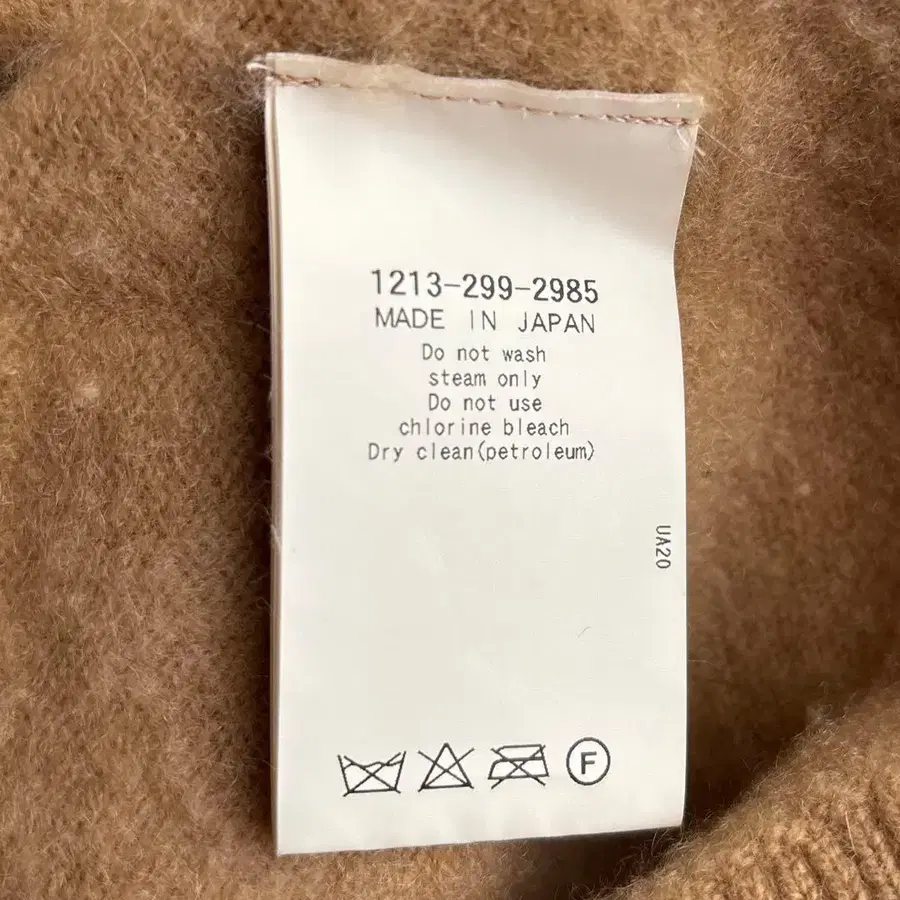 1213-299-2985
MADE IN JAPAN
Do not wash
steam only
Do not use
chlorine bleach
Dry clean(petroleum)
UA20
F